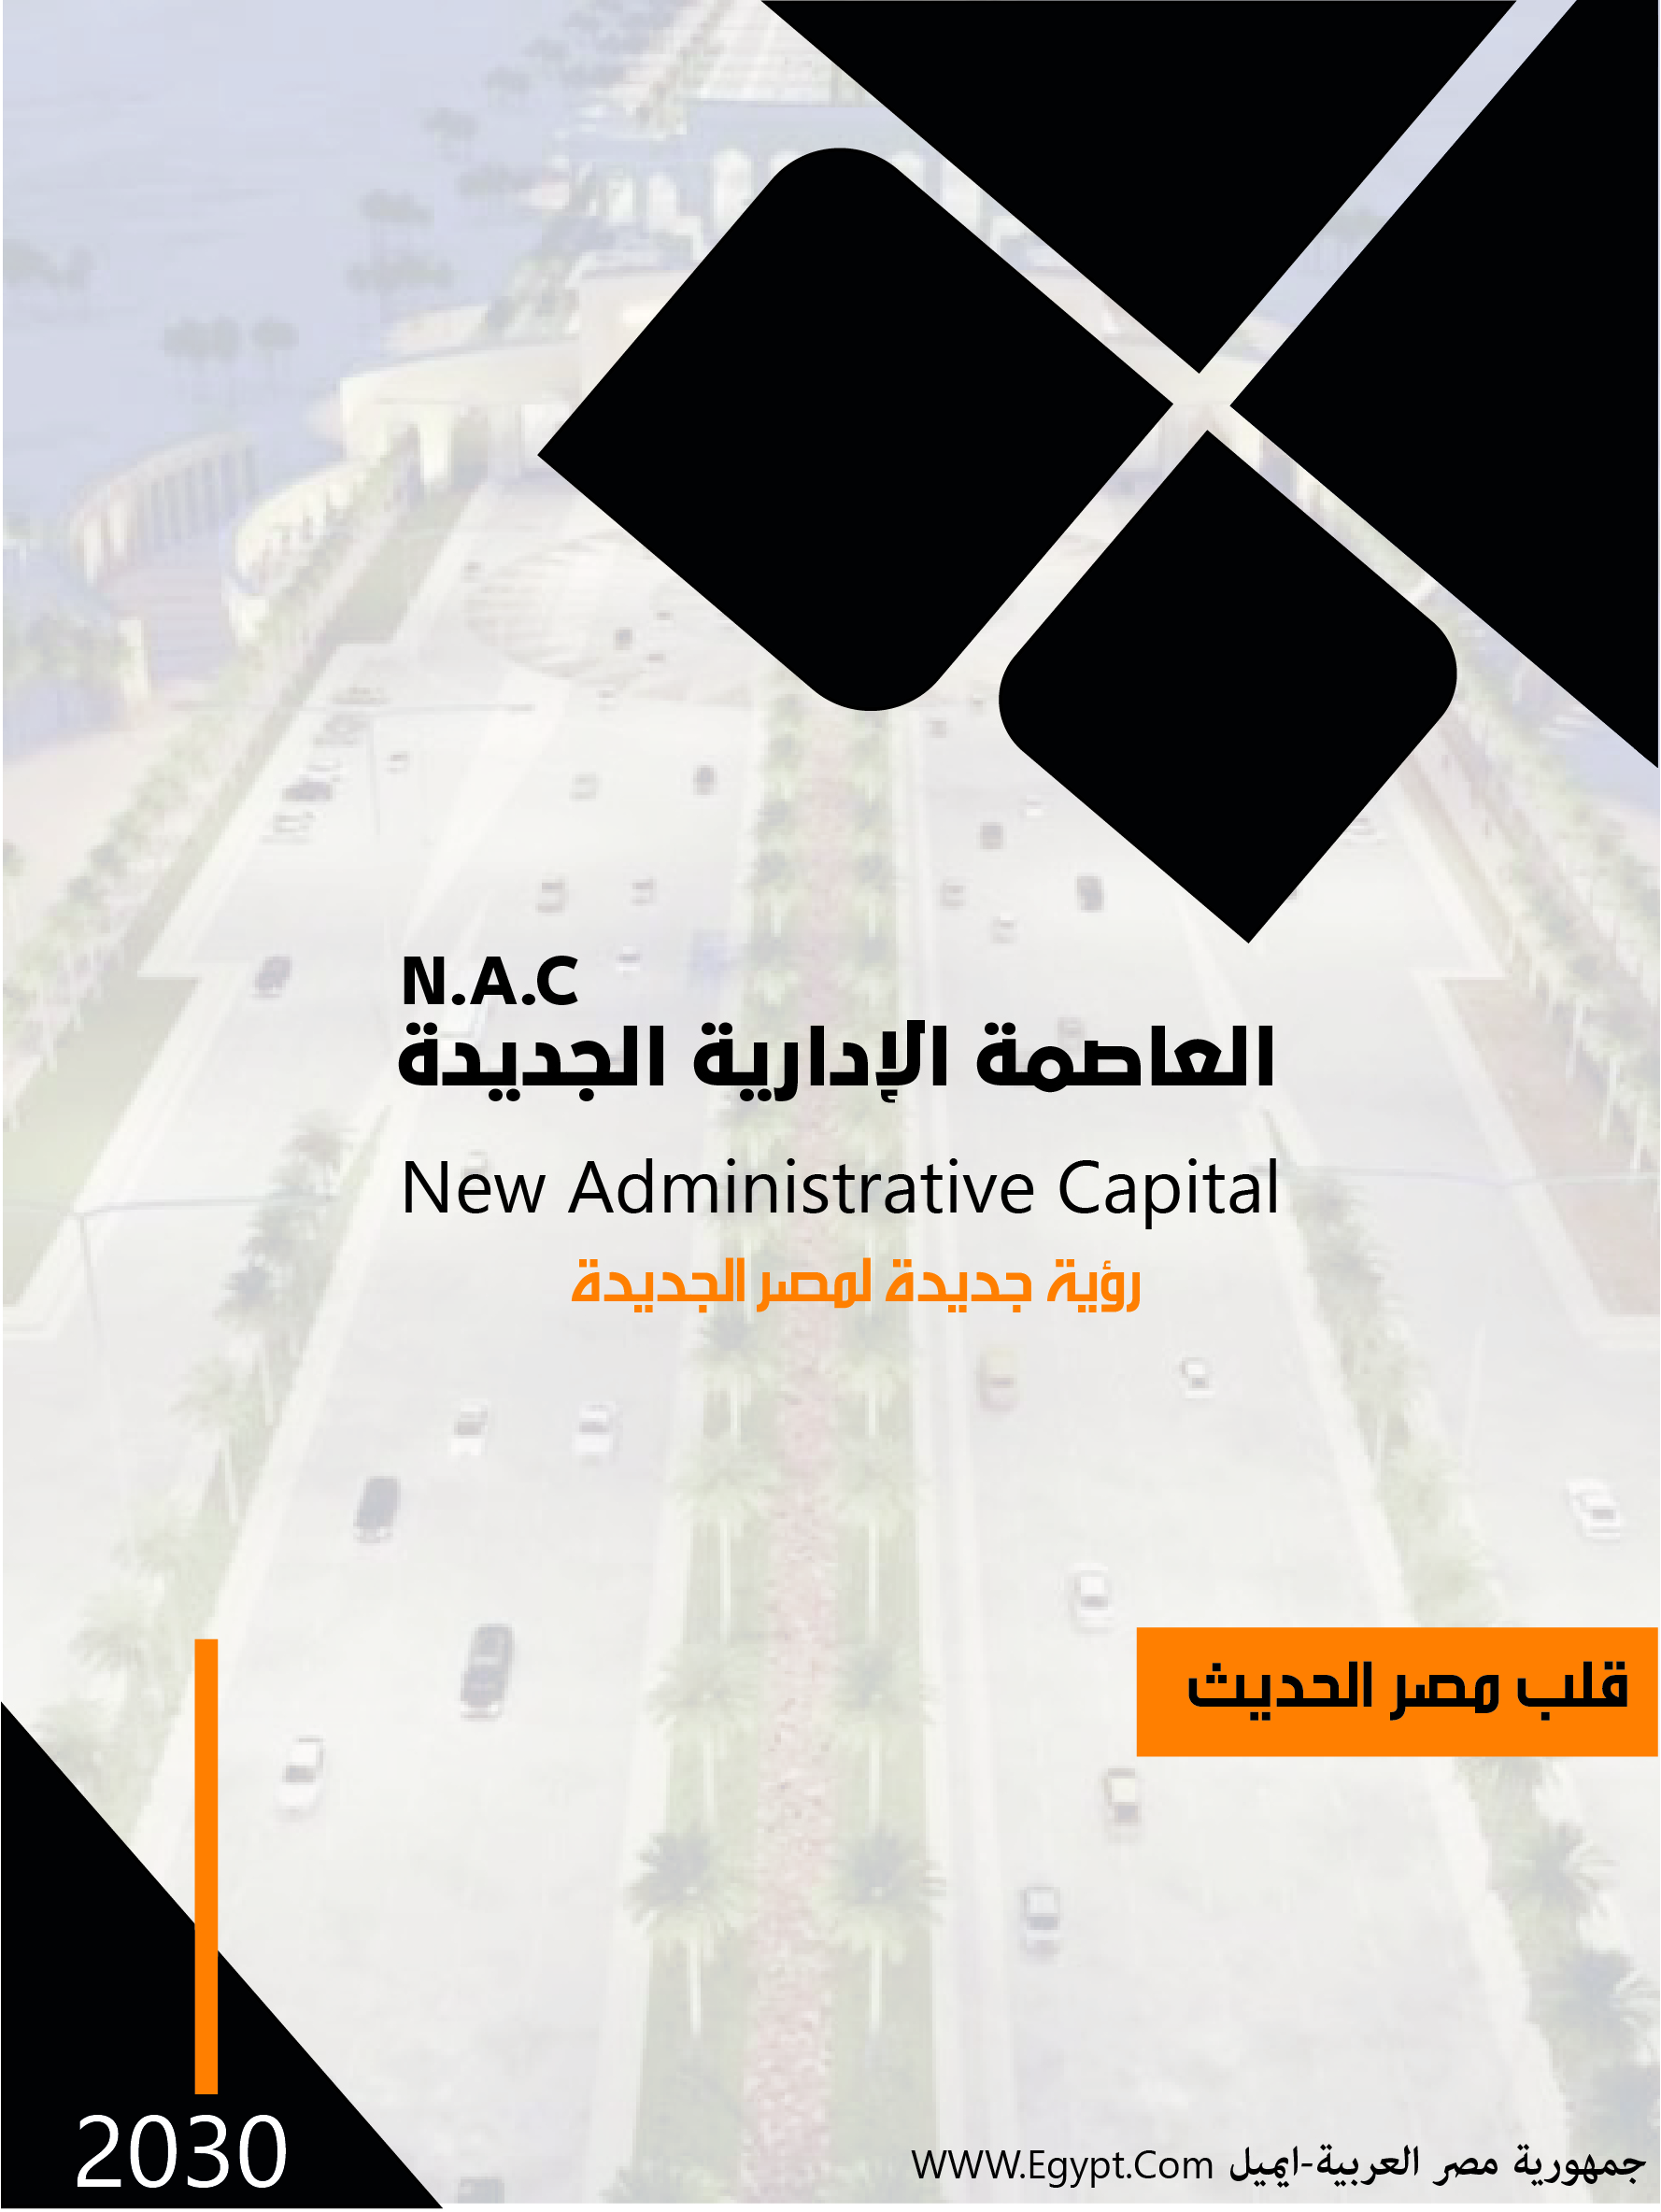 N.A.C
العاصمة الإدارية الجديدة
New Administrative Capital
رؤية جديدة لمصر الجديدة
قلب مصر الحديث
2030
جمهورية مصر العربية-ايميل WWW.Egypt.Com